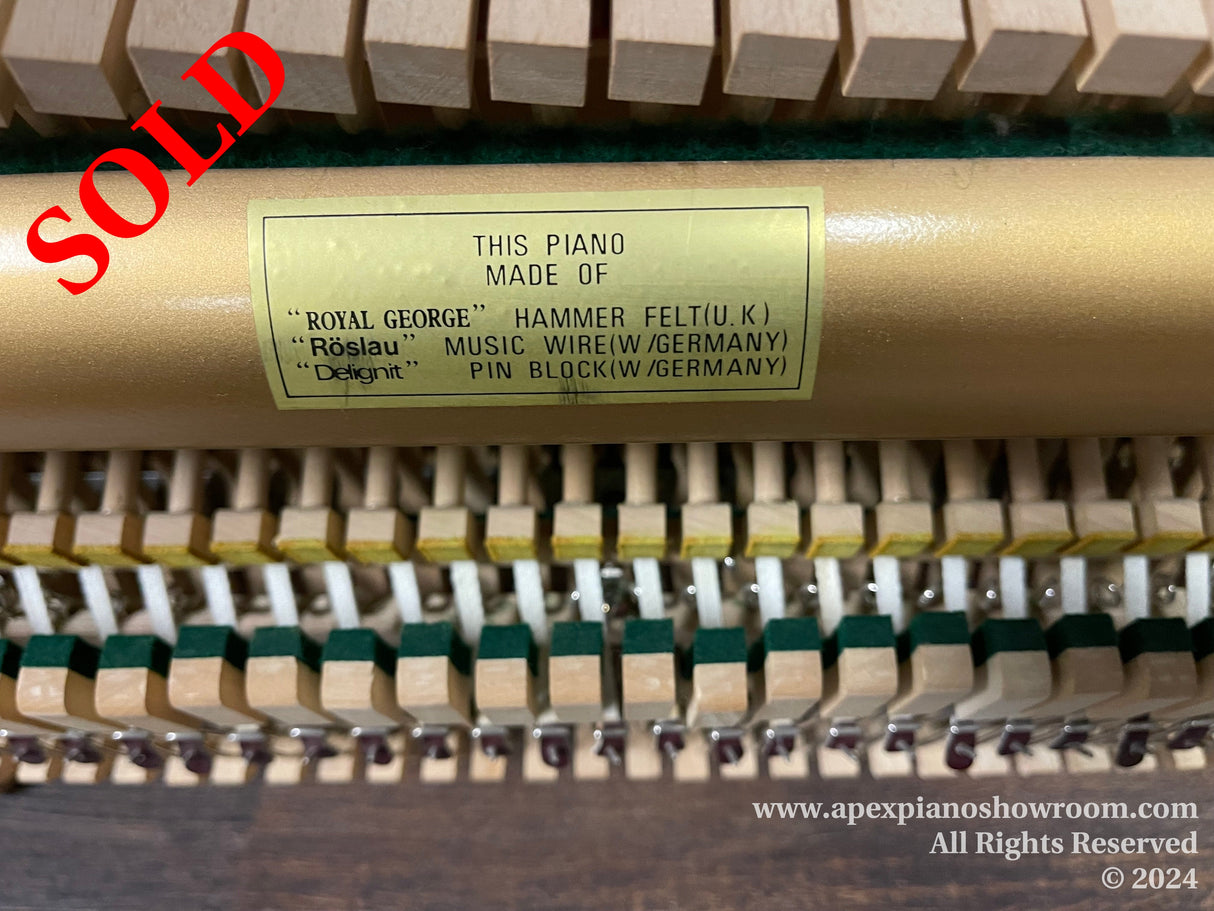 SOLD
THIS PIANO
MADE OF
“ROYAL GEORGE” HAMMER FELT(U.K)
“Röslau” MUSIC WIRE(W/GERMANY)
“Delignit” PIN BLOCK(W/GERMANY)
www.apexpianoshowroom.com
All Rights Reserved
© 2024